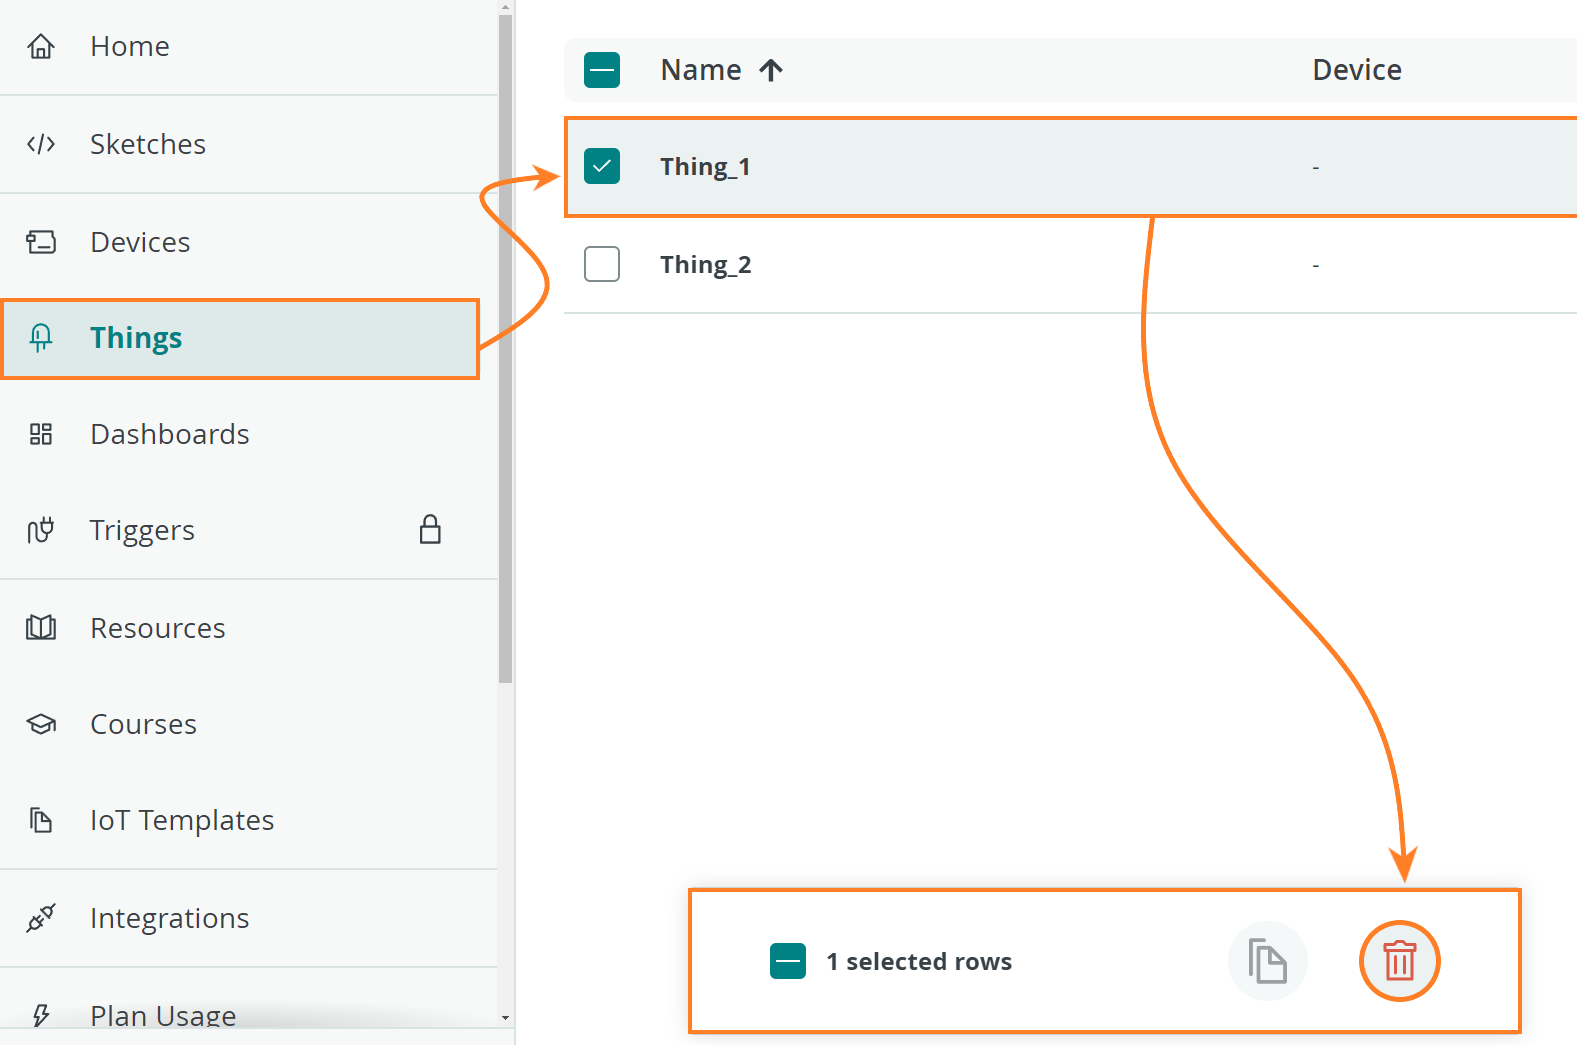 Home
Sketches
Devices
Things
Dashboards
Triggers
Resources
Courses
IoT Templates
Integrations
Plan Usage
Name Device
Thing_1 -
Thing_2 -
1 selected rows